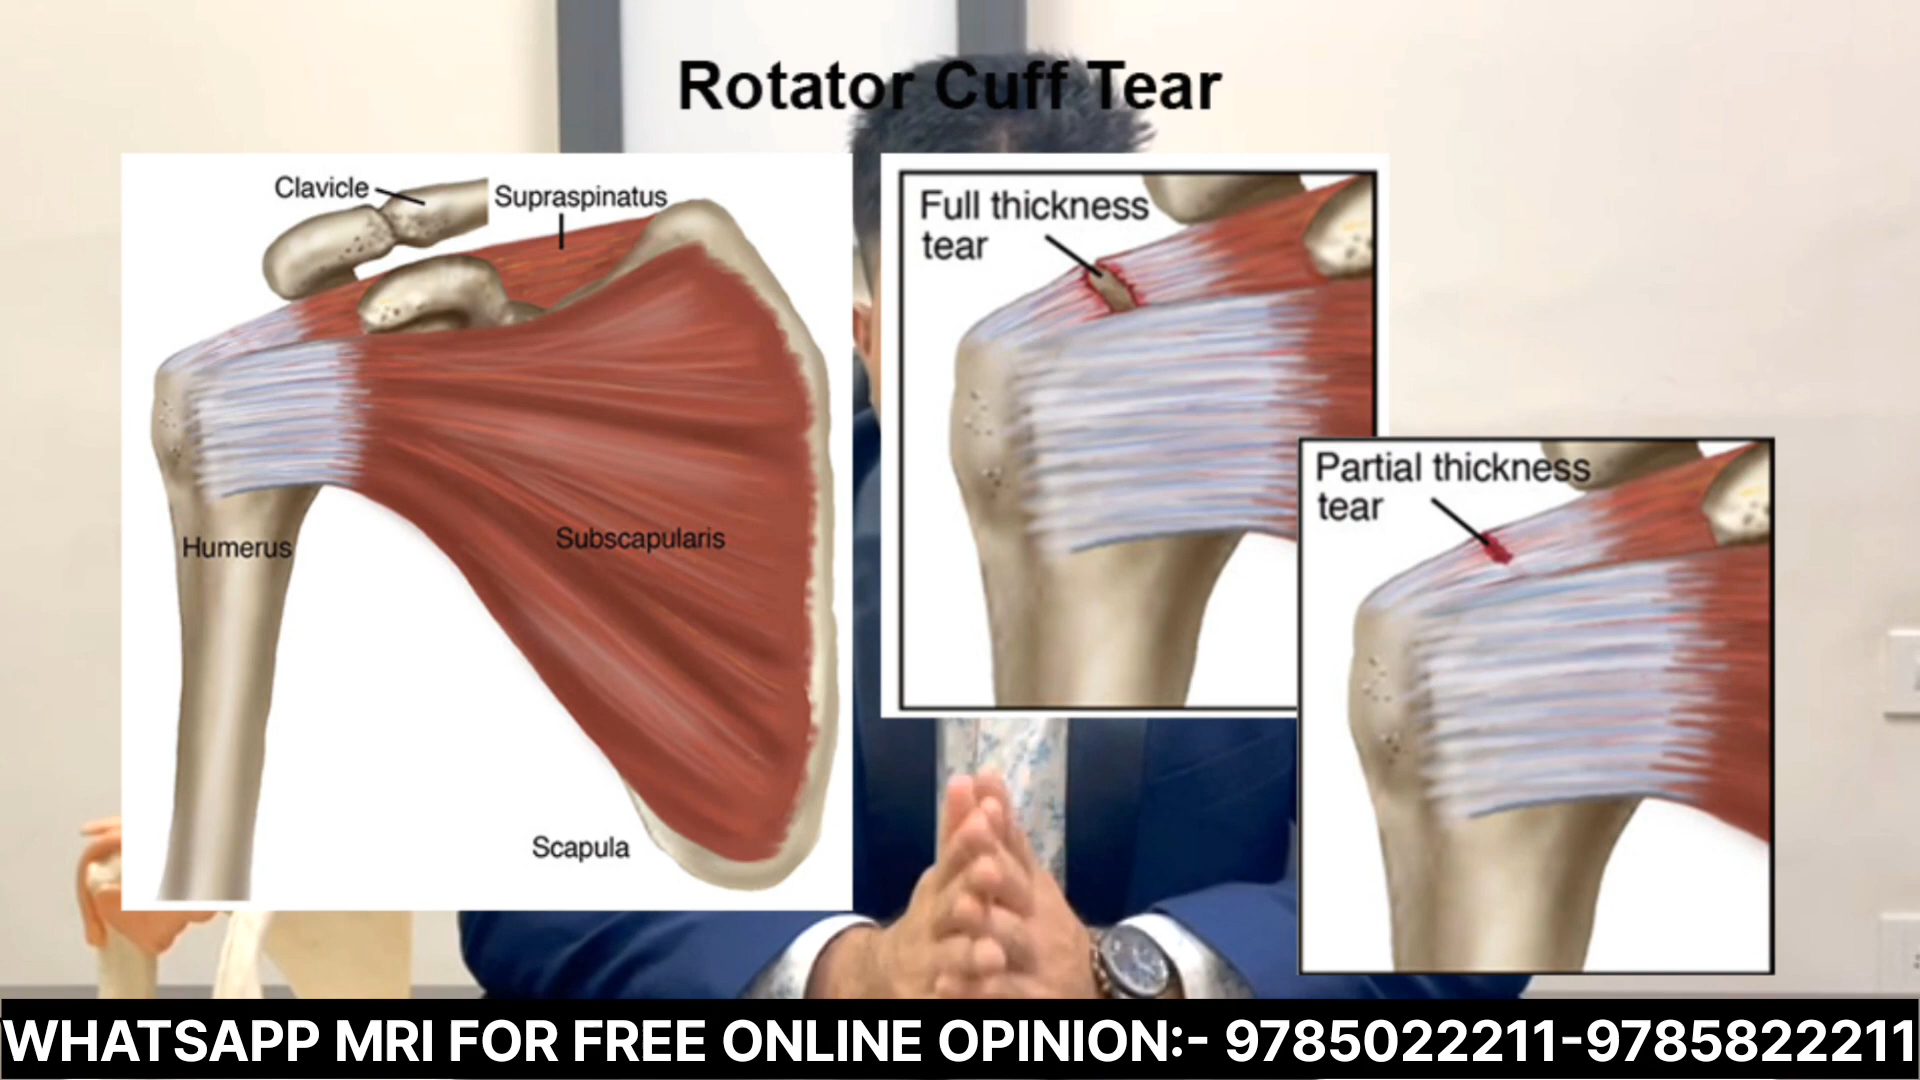 Rotator Cuff Tear
Clavicle
Supraspinatus
Humerus
Subscapularis
Scapula
Full thickness
tear
Partial thickness
tear
WHATSAPP MRI FOR FREE ONLINE OPINION:- 9785022211-9785822211